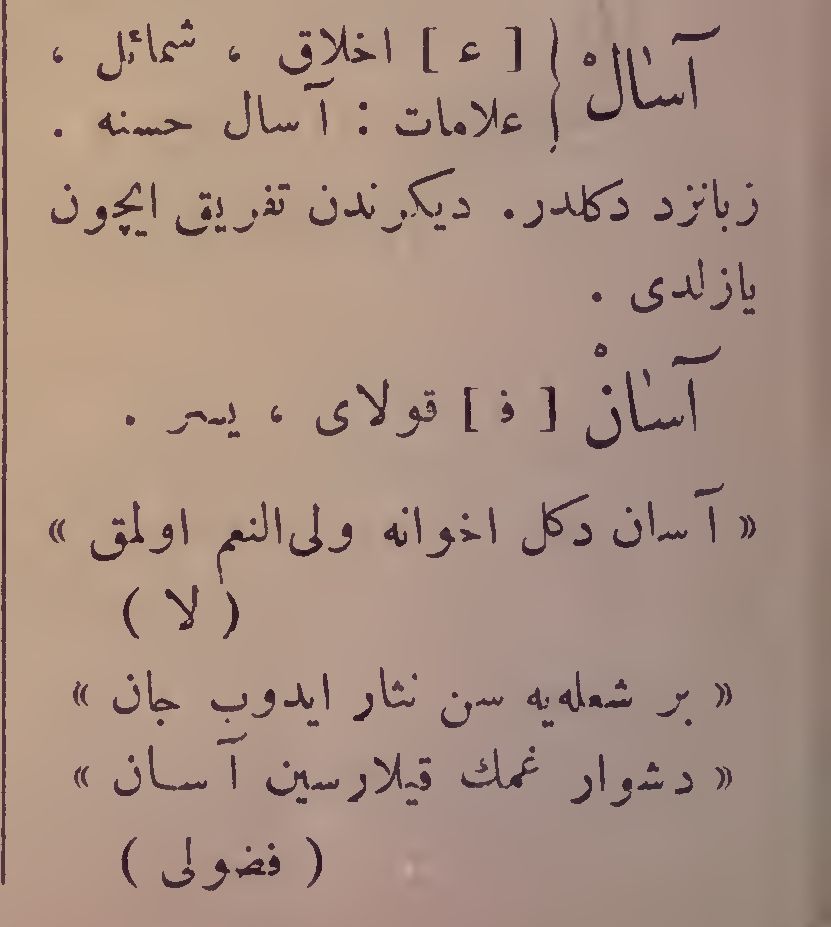 آسالْ { [ ع ] اخلاق ، شمائل ،
علامات : آسال حسنه .
زبانزد دكلدر. ديكرندن تفريق ايچون
يازلدى .
آسانْ [ ف ] قولاى ، يسر .
« آسان دكل اخوانه ولى‌النعم اولمق »
( لا )
« بر شعله‌يه سن نثار ايدوب جان »
« دشوار غمك قيلارسين آسان »
( فضولى )